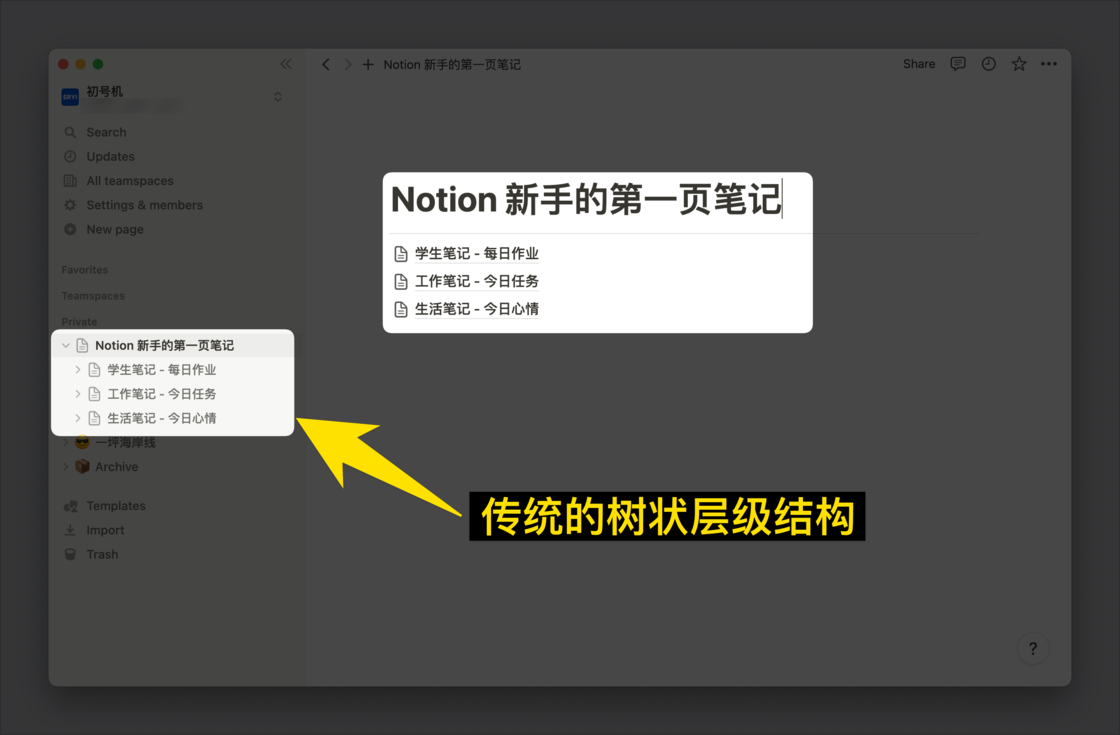 Notion 新手的第一页笔记
Share
初号机
Search
Updates
All teamspaces
Settings & members
New page
Favorites
Teamspaces
Private
Notion 新手的第一页笔记
学生笔记 - 每日作业
工作笔记 - 今日任务
生活笔记 - 今日心情
一坪海岸线
Archive
Templates
Import
Trash
Notion 新手的第一页笔记
学生笔记 - 每日作业
工作笔记 - 今日任务
生活笔记 - 今日心情
传统的树状层级结构
?